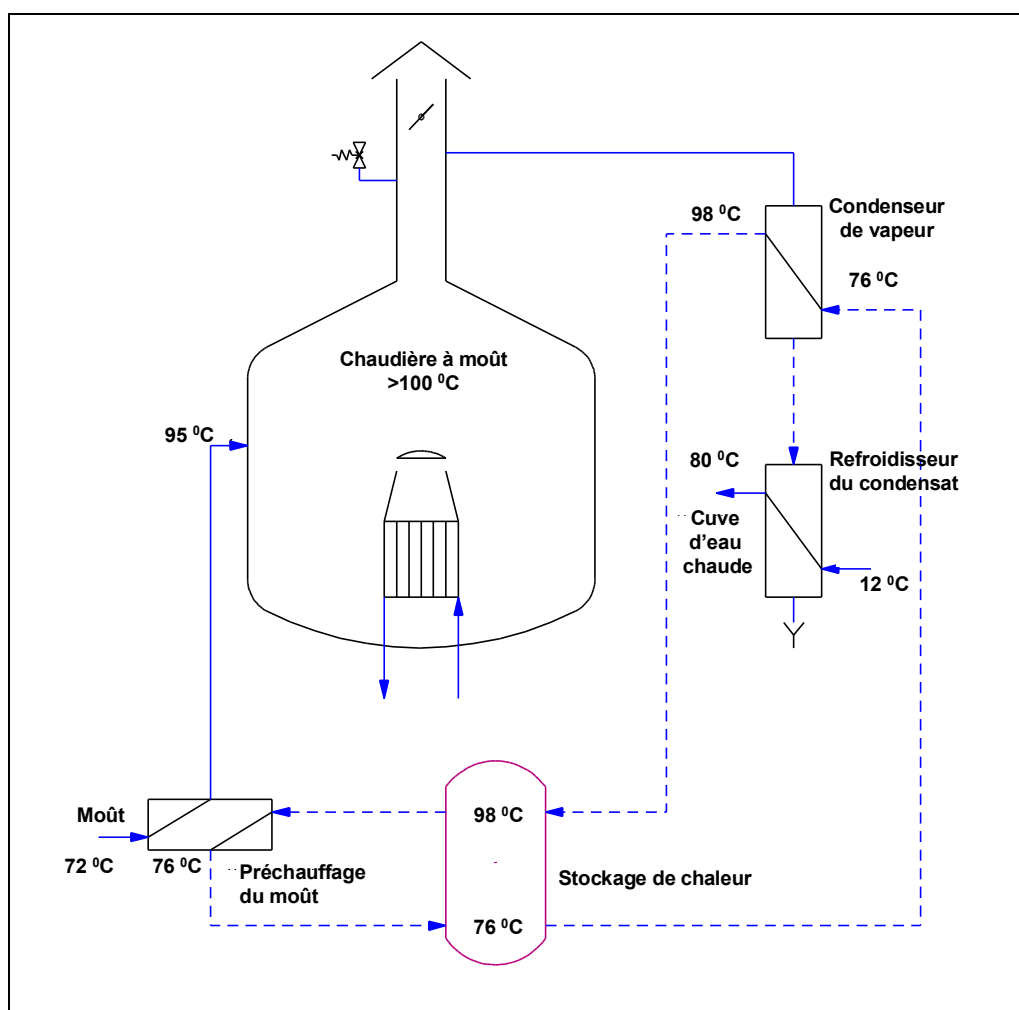 98 ⁰C
Condenseur
de vapeur
76 ⁰C
Chaudière à moût
>100 ⁰C
95 ⁰C
80 ⁰C
Refroidisseur
du condensat
Cuve
d'eau
chaude
12 ⁰C
Moût
72 ⁰C
76 ⁰C
Préchauffage
du moût
98 ⁰C
Stockage de chaleur
76 ⁰C